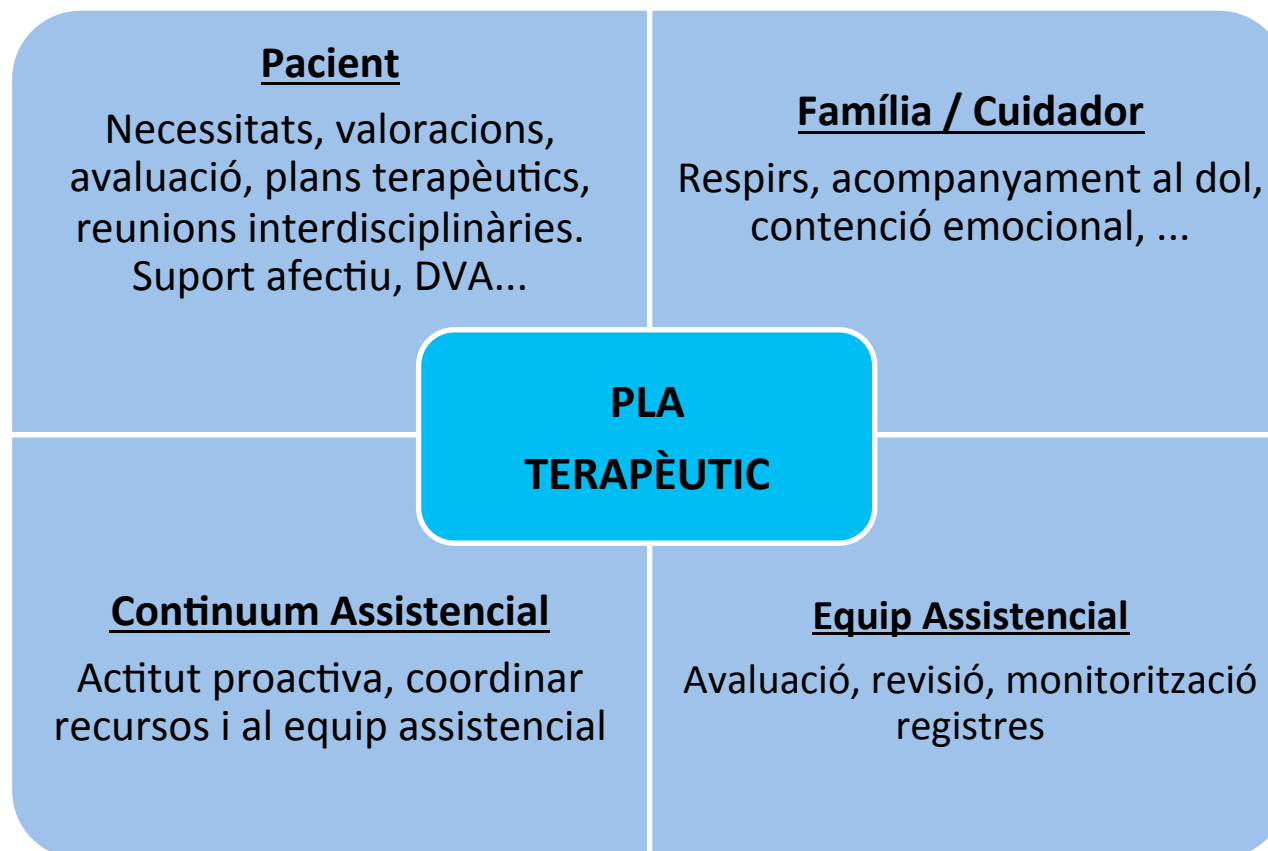 Pacient
Necessitats, valoracions,
avaluació, plans terapèutics,
reunions interdisciplinàries.
Suport afectiu, DVA...
Família / Cuidador
Respirs, acompanyament al dol,
contenció emocional, ...
PLA
TERAPÈUTIC
Continuum Assistencial
Actitut proactiva, coordinar
recursos i al equip assistencial
Equip Assistencial
Avaluació, revisió, monitorització
registres